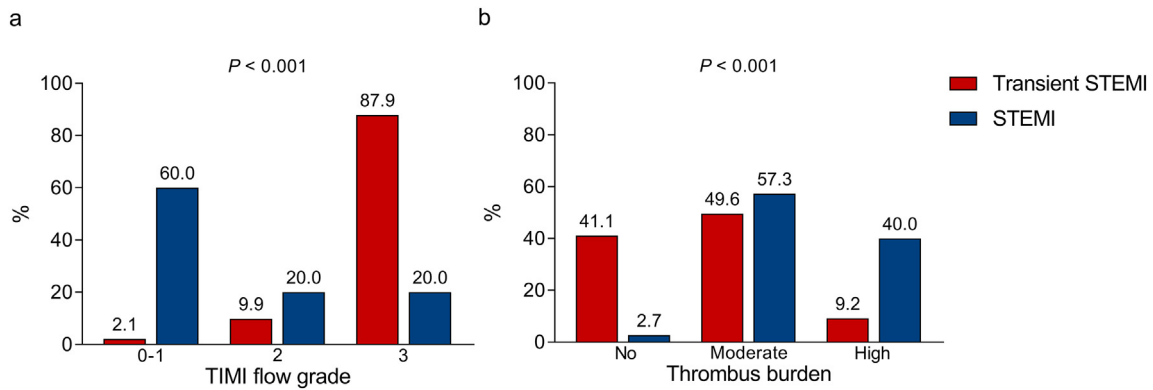 a
P < 0.001
100
80
60
40
20
0
%
2.1
60.0
9.9
20.0
87.9
20.0
0-1
2
3
TIMI flow grade
b
P < 0.001
100
80
60
40
20
0
%
41.1
2.7
49.6
57.3
9.2
40.0
No
Moderate
High
Thrombus burden
Transient STEMI
STEMI